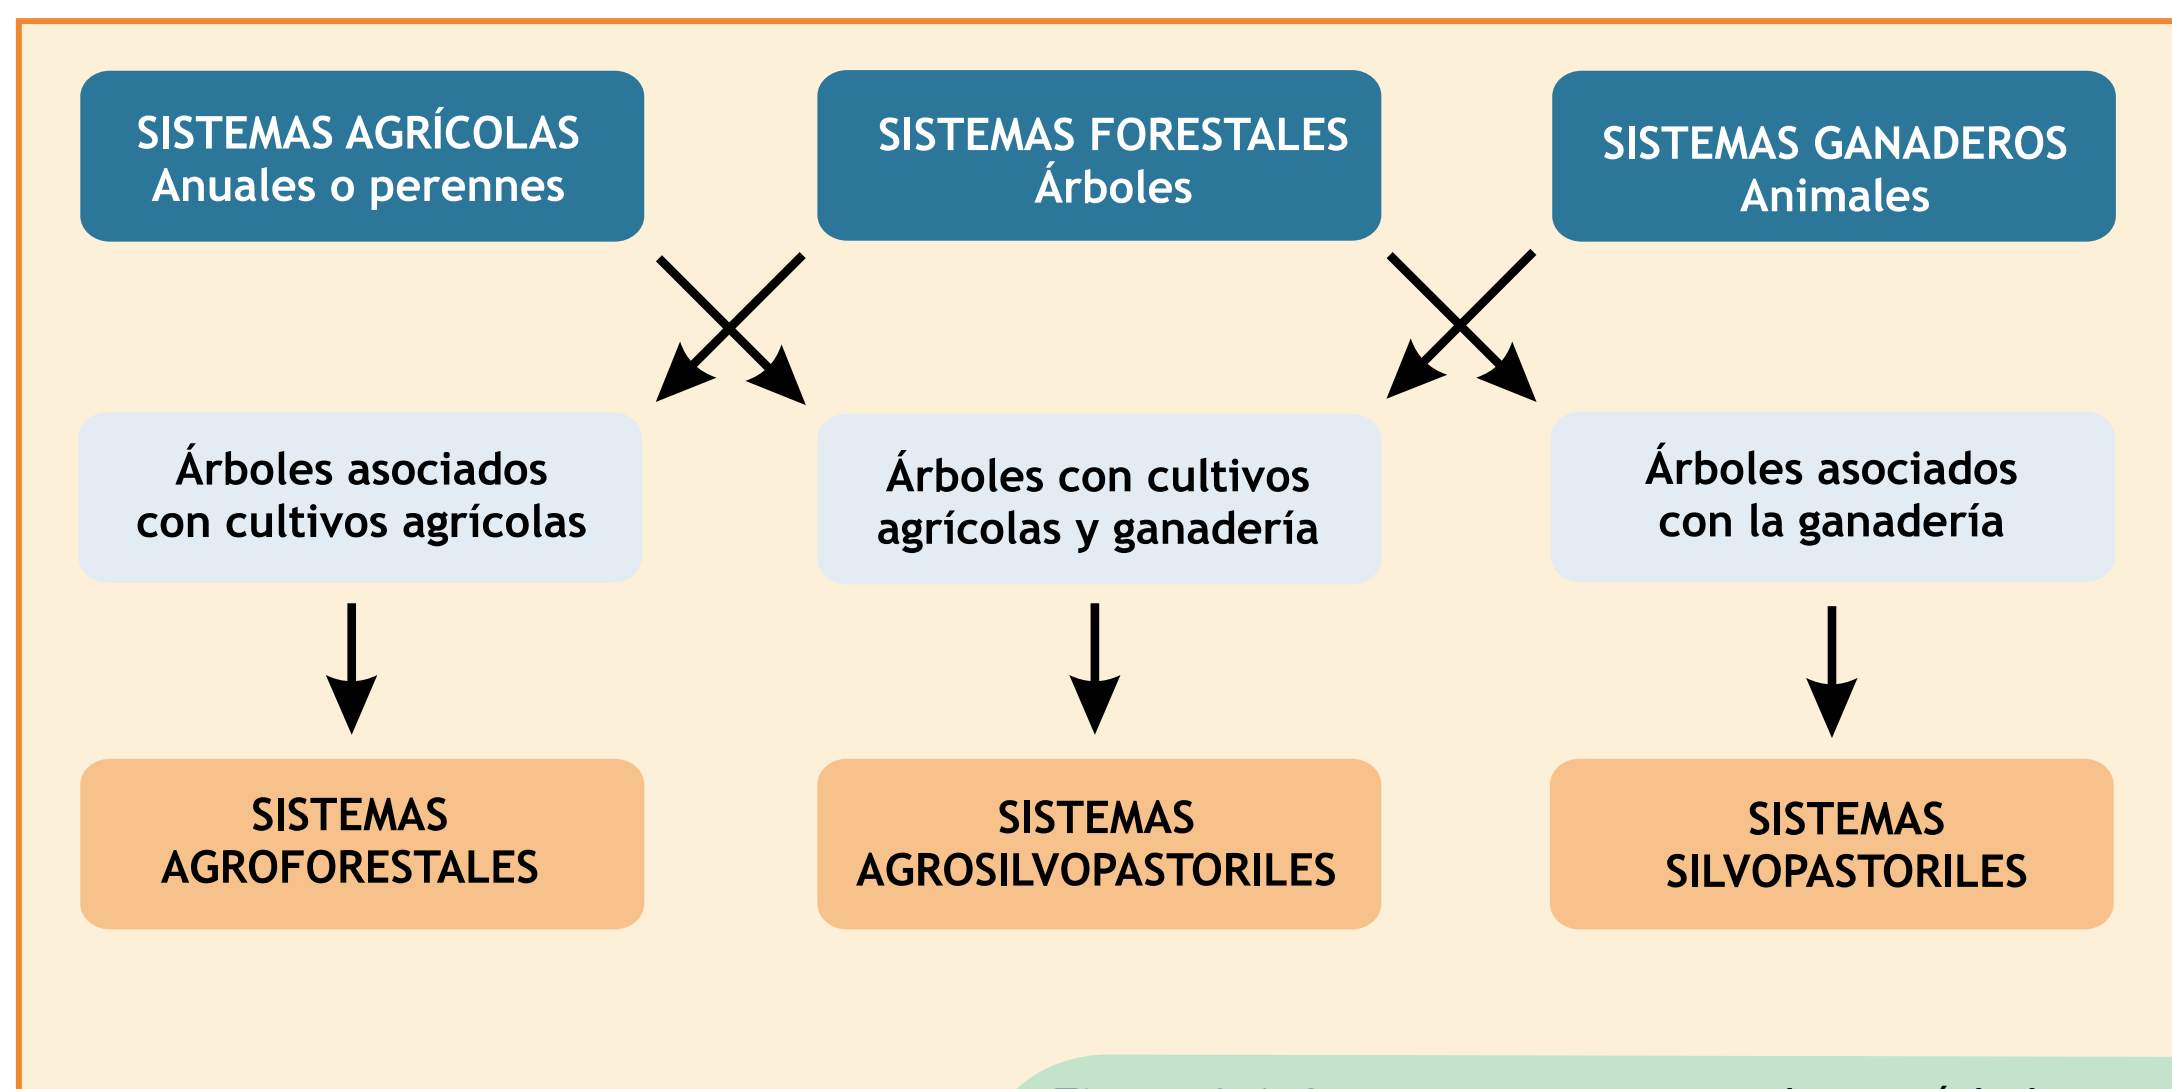 SISTEMAS AGRÍCOLAS
Anuales o perennes
SISTEMAS FORESTALES
Árboles
SISTEMAS GANADEROS
Animales
Árboles asociados
con cultivos agrícolas
Árboles con cultivos
agrícolas y ganadería
Árboles asociados
con la ganadería
SISTEMAS
AGROFORESTALES
SISTEMAS
AGROSILVOPASTORILES
SISTEMAS
SILVOPASTORILES